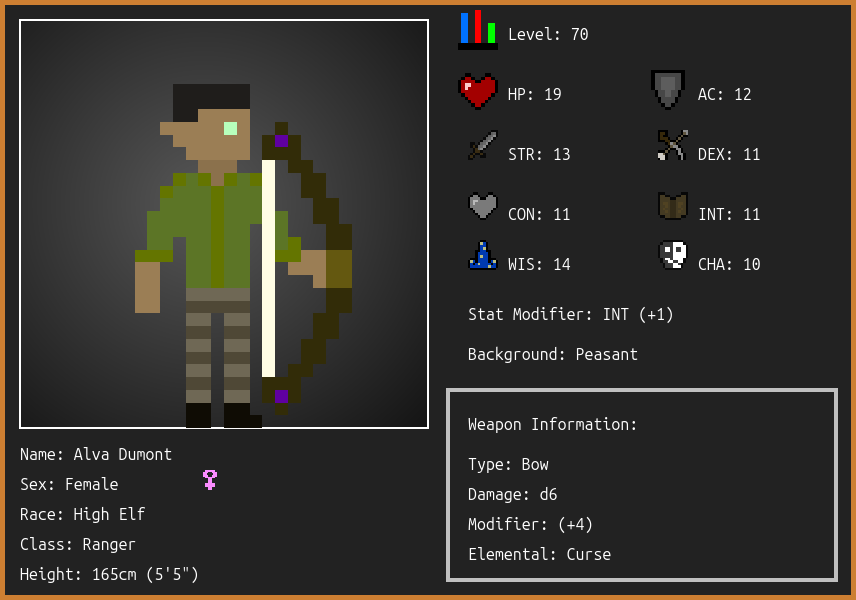 Level: 70
HP: 19
AC: 12
STR: 13
DEX: 11
CON: 11
INT: 11
WIS: 14
CHA: 10
Stat Modifier: INT (+1)
Background: Peasant
Weapon Information:
Type: Bow
Damage: d6
Modifier: (+4)
Elemental: Curse
Name: Alva Dumont
Sex: Female
Race: High Elf
Class: Ranger
Height: 165cm (5'5")